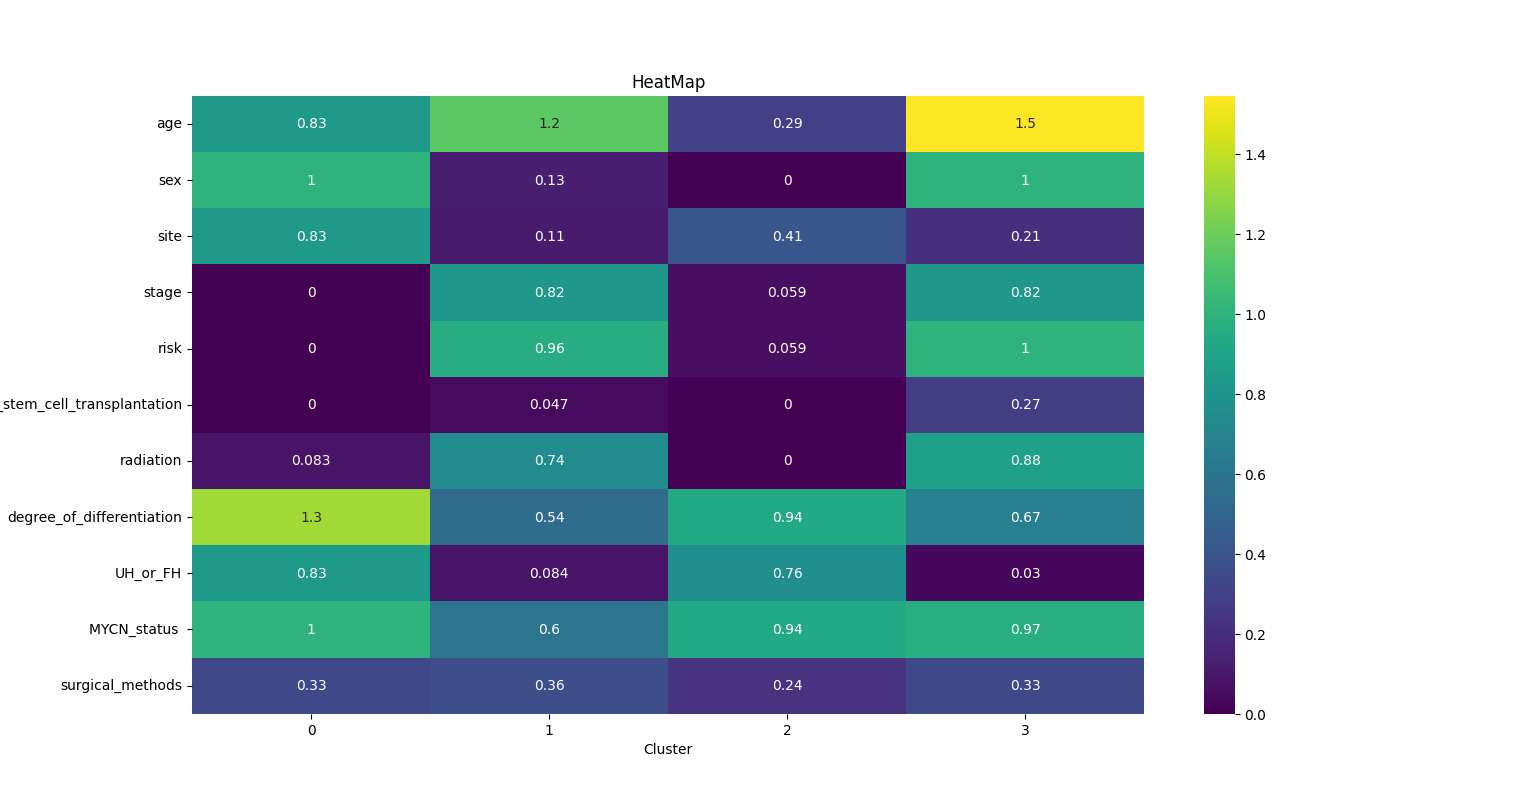 HeatMap
age 0.83 1.2 0.29 1.5
sex 1 0.13 0 1
site 0.83 0.11 0.41 0.21
stage 0 0.82 0.059 0.82
risk 0 0.96 0.059 1
_stem_cell_transplantation 0 0.047 0 0.27
radiation 0.083 0.74 0 0.88
degree_of_differentiation 1.3 0.54 0.94 0.67
UH_or_FH 0.83 0.084 0.76 0.03
MYCN_status 1 0.6 0.94 0.97
surgical_methods 0.33 0.36 0.24 0.33
0 1 2 3
Cluster
1.4
1.2
1.0
0.8
0.6
0.4
0.2
0.0